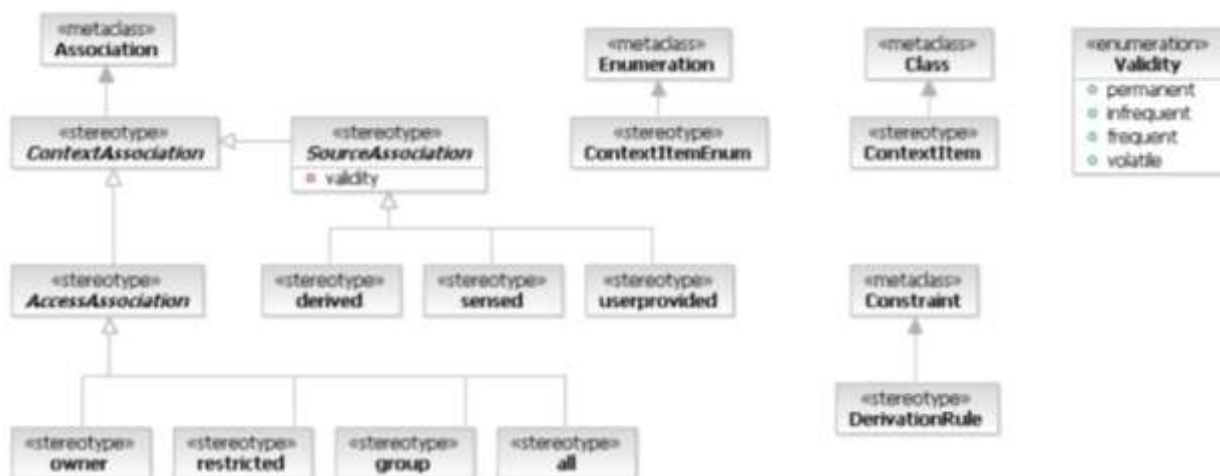 «metaclass»
Association
«metaclass»
Enumeration
«metaclass»
Class
«enumeration»
Validity
permanent
infrequent
frequent
volatile
«stereotype»
ContextAssociation
«stereotype»
SourceAssociation
validity
«stereotype»
ContextItemEnum
«stereotype»
ContextItem
«stereotype»
AccessAssociation
«stereotype»
derived
«stereotype»
sensed
«stereotype»
userprovided
«metaclass»
Constraint
«stereotype»
DerivationRule
«stereotype»
owner
«stereotype»
restricted
«stereotype»
group
«stereotype»
all